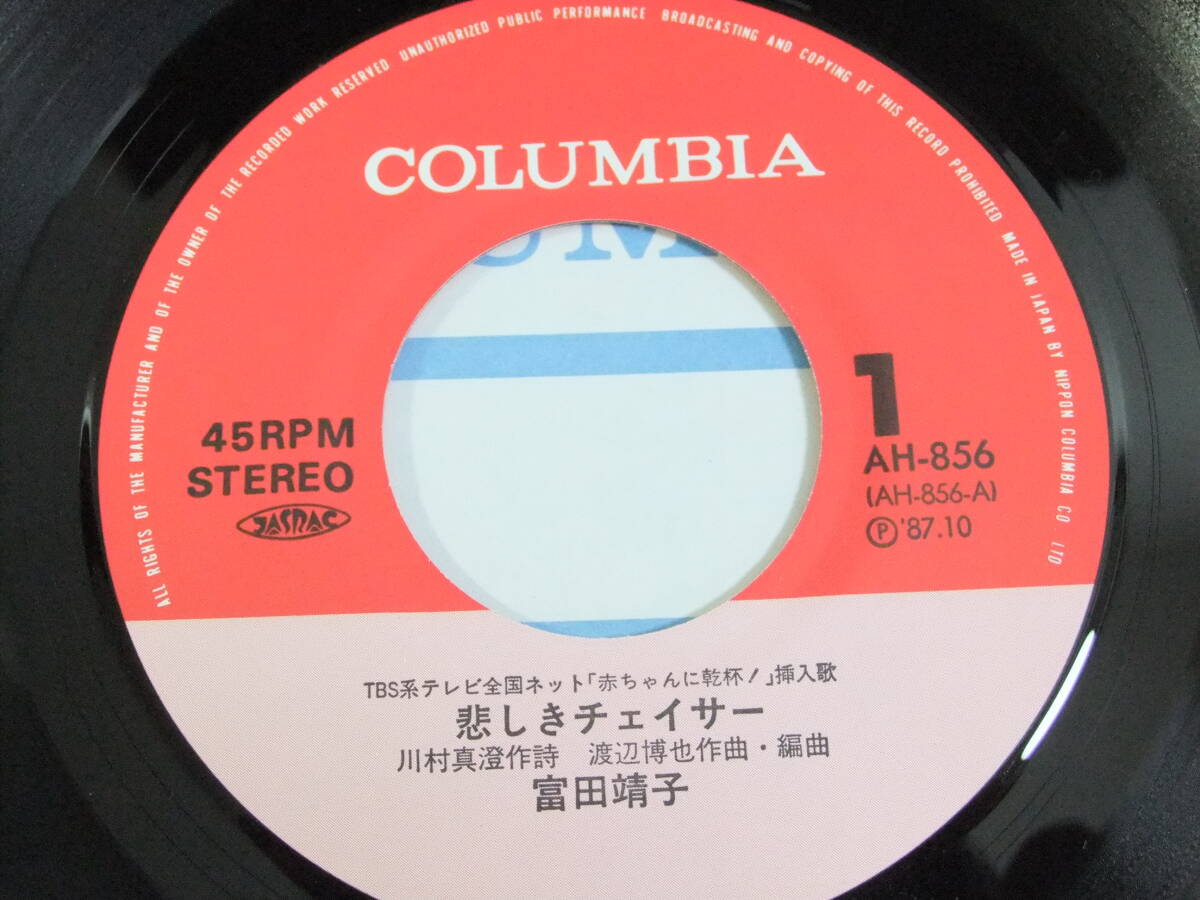 ALL RIGHTS OF THE MANUFACTURER AND OF THE OWNER OF THE RECORDED WORK RESERVED UNAUTHORIZED PUBLIC PERFORMANCE BROADCASTING AND COPYING OF THIS RECORD PROHIBITED MADE IN JAPAN BY NIPPON COLUMBIA CO. LTD
COLUMBIA
UM
45RPM
STEREO
JASRAC
1
AH-856
(AH-856-A)
Ⓟ'87.10
TBS系テレビ全国ネット「赤ちゃんに乾杯!」挿入歌
悲しきチェイサー
川村真澄作詩 渡辺博也作曲・編曲
富田靖子